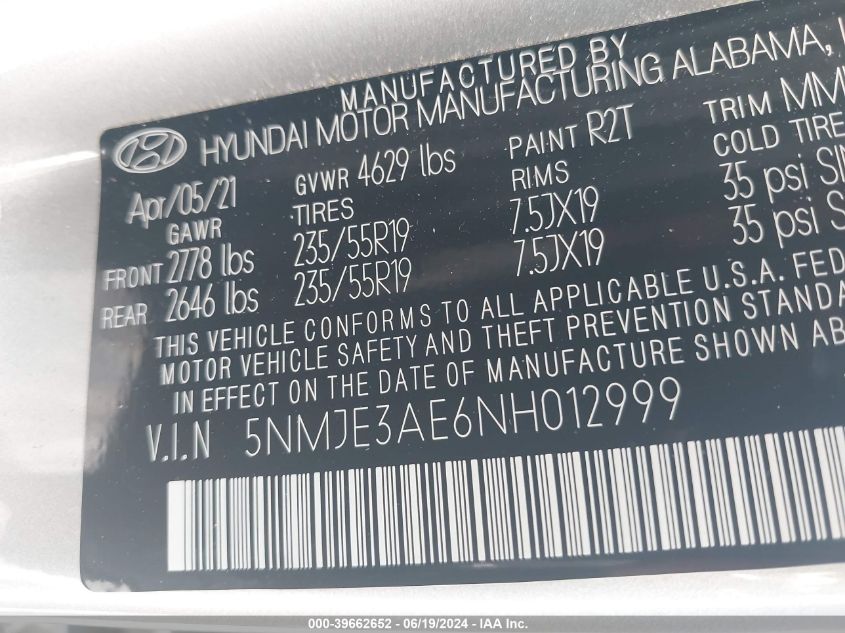 MANUFACTURED BY
HYUNDAI MOTOR MANUFACTURING ALABAMA,
Apr/05/21 GVWR 4629 lbs PAINT R2T TRIM
GAWR TIRES RIMS COLD TIRE
FRONT 2778 lbs 235/55R19 7.5JX19 35 psi
REAR 2646 lbs 235/55R19 7.5JX19 35 psi
THIS VEHICLE CONFORMS TO ALL APPLICABLE U.S.A. FED
MOTOR VEHICLE SAFETY AND THEFT PREVENTION STANDA
IN EFFECT ON THE DATE OF MANUFACTURE SHOWN AB
V.I.N 5NMJE3AE6NH012999
000-39662652 - 06/19/2024 - IAA Inc.